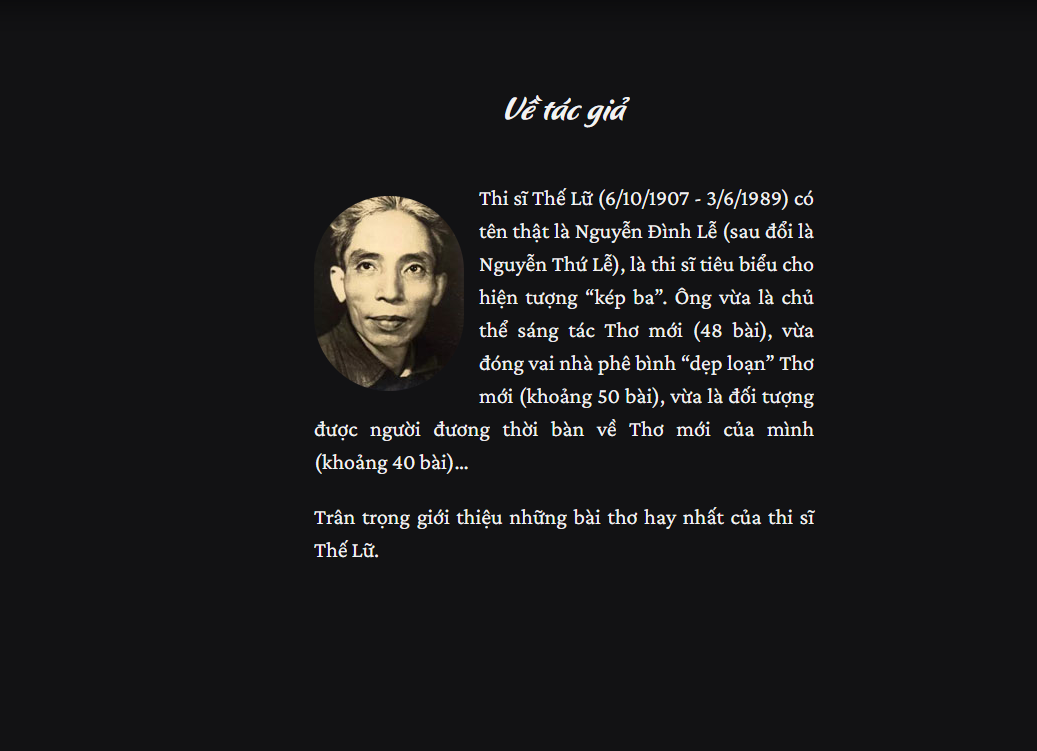 Về tác giả
Thi sĩ Thế Lữ (6/10/1907 - 3/6/1989) có
tên thật là Nguyễn Đình Lễ (sau đổi là
Nguyễn Thứ Lễ), là thi sĩ tiêu biểu cho
hiện tượng “kép ba”. Ông vừa là chủ
thể sáng tác Thơ mới (48 bài), vừa
đóng vai nhà phê bình “dẹp loạn” Thơ
mới (khoảng 50 bài), vừa là đối tượng
được người đương thời bàn về Thơ mới của mình
(khoảng 40 bài)...
Trân trọng giới thiệu những bài thơ hay nhất của thi sĩ
Thế Lữ.